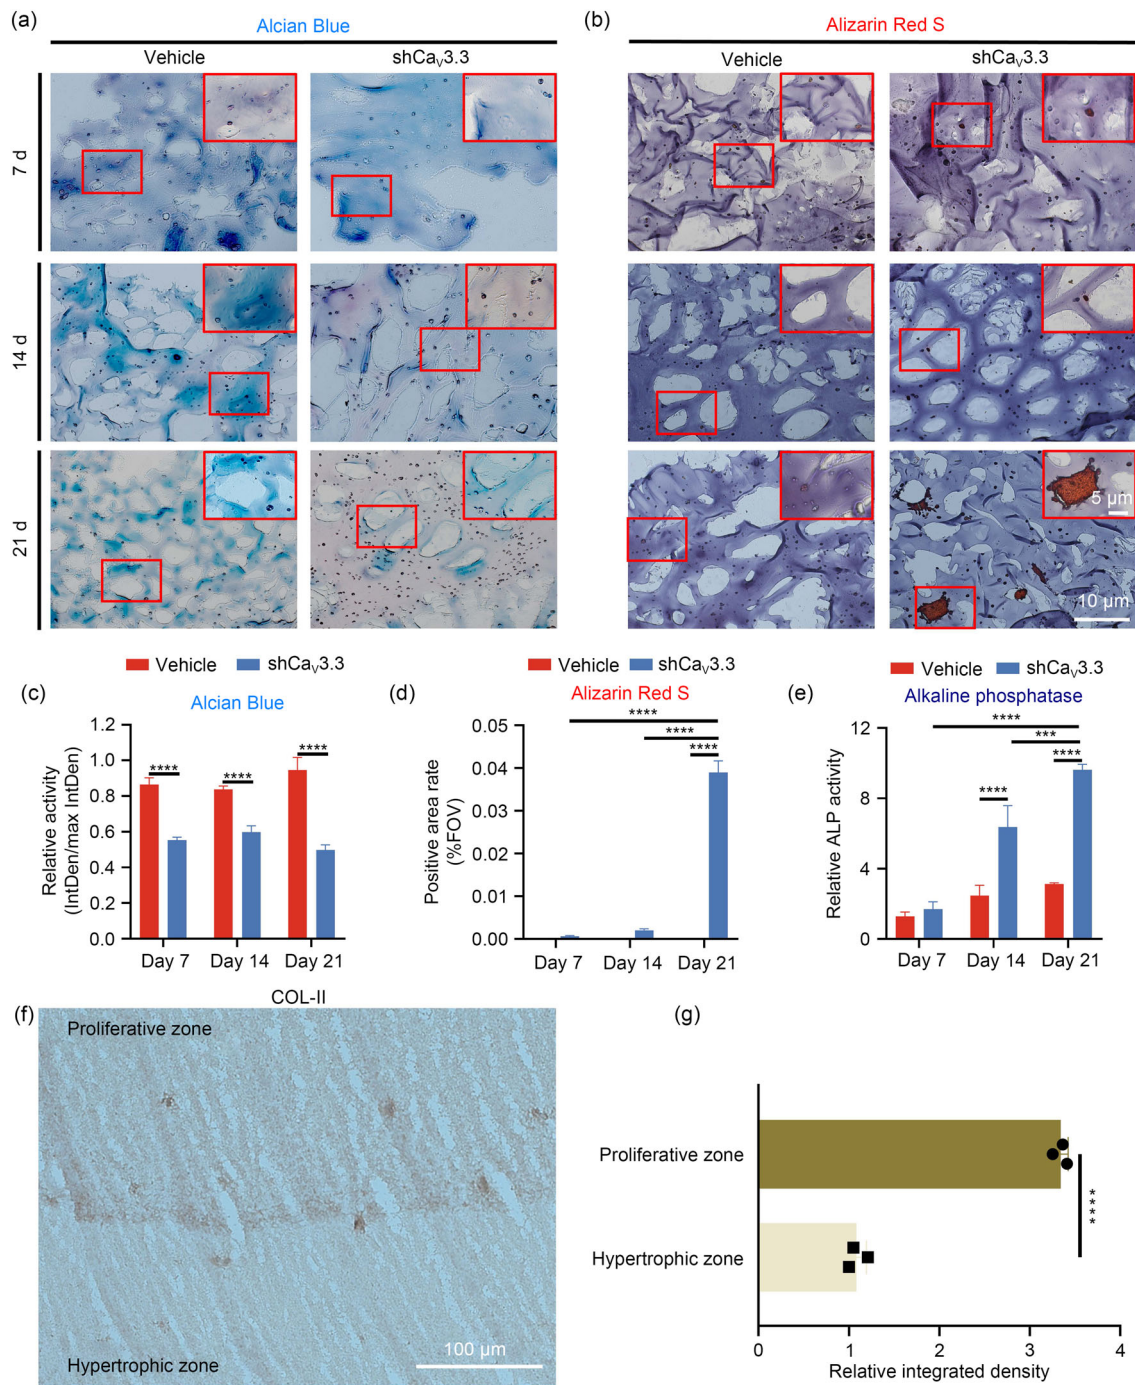 (a)
Alcian Blue
Vehicle
shCaV3.3
7 d
14 d
21 d
(b)
Alizarin Red S
Vehicle
shCaV3.3
5 µm
10 µm
Vehicle
shCaV3.3
(c)
Alcian Blue
Relative activity
(IntDen/max IntDen)
1.2
1.0
0.8
0.6
0.4
0.2
0.0
****
****
****
Day 7
Day 14
Day 21
Vehicle
shCaV3.3
(d)
Alizarin Red S
Positive area rate
(%FOV)
0.05
0.04
0.03
0.02
0.01
0.00
****
****
****
Day 7
Day 14
Day 21
Vehicle
shCaV3.3
(e)
Alkaline phosphatase
Relative ALP activity
12
8
4
0
****
***
****
****
Day 7
Day 14
Day 21
(f)
COL-II
Proliferative zone
Hypertrophic zone
100 µm
(g)
Proliferative zone
Hypertrophic zone
****
0
1
2
3
4
Relative integrated density